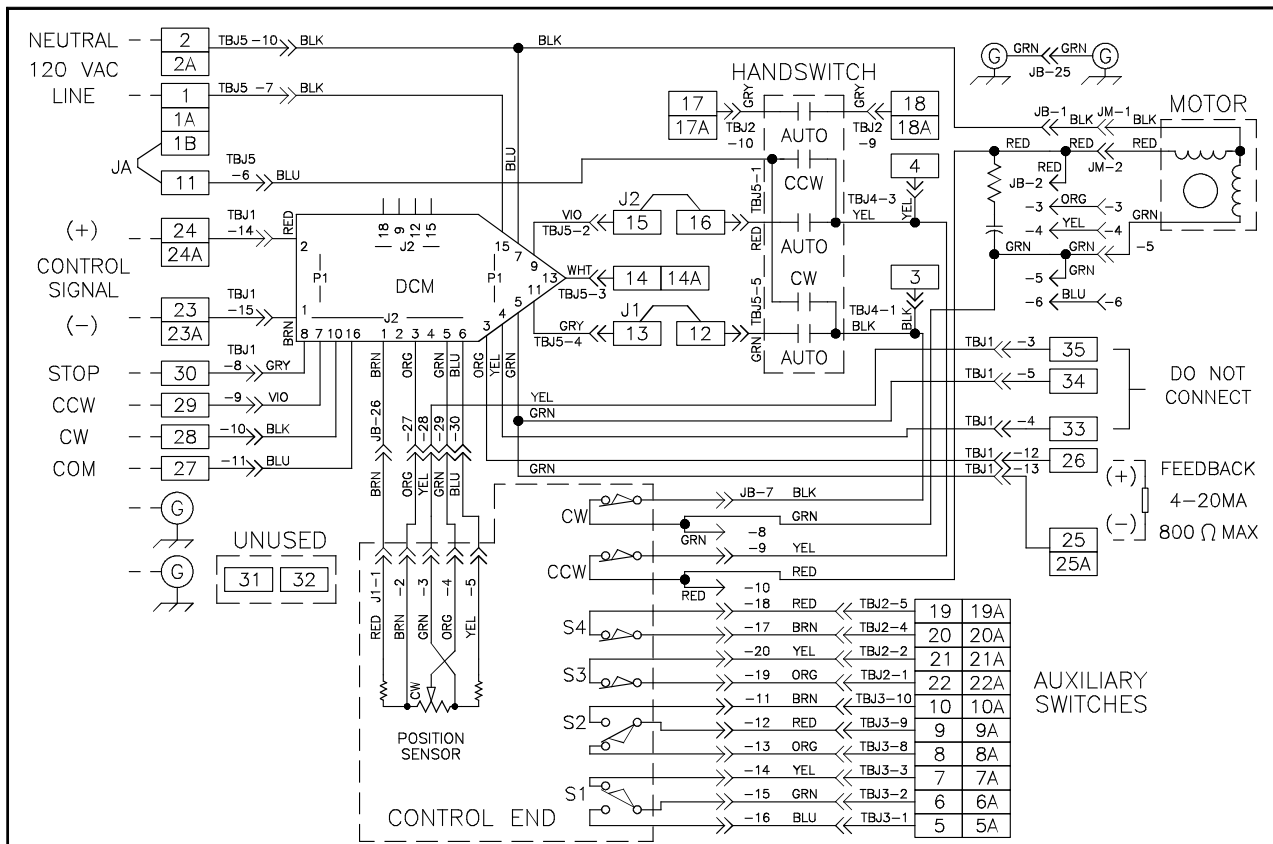 NEUTRAL
2
2A
TBJ5 -10
BLK
BLK
120 VAC
LINE
1
1A
1B
TBJ5 -7
BLK
JA
11
TBJ5
-6
BLU
BLU
(+)
24
24A
TBJ1
-14
RED
CONTROL
SIGNAL
(-)
23
23A
TBJ1
-15
BRN
STOP
30
TBJ1
-8
GRY
CCW
29
-9
VIO
CW
28
-10
BLK
COM
27
-11
BLU
G
G
UNUSED
31
32
18
9
12
15
J2
2
P1
DCM
P1
1
J2
8
7
10
16
1
2
3
4
5
6
3
4
5
11
13
9
7
15
BRN
ORG
GRN
BLU
ORG
YEL
GRN
JB-26
-27
-28
-29
-30
BRN
ORG
YEL
GRN
BLU
RED
J1-1
BRN
-2
GRN
-3
ORG
-4
YEL
-5
CW
POSITION
SENSOR
CONTROL END
VIO
TBJ5-2
J2
15
16
RED
TBJ5-1
WHT
TBJ5-3
14
14A
GRY
TBJ5-4
J1
13
12
GRN
TBJ5-5
HANDSWITCH
17
17A
TBJ2
-10
GRY
AUTO
CCW
AUTO
CW
AUTO
GRY
TBJ2
-9
18
18A
4
TBJ4-3
YEL
YEL
3
TBJ4-1
BLK
BLK
G
GRN
GRN
G
JB-25
MOTOR
JB-1
BLK
JM-1
BLK
RED
RED
RED
JM-2
RED
JB-2
-3
ORG
-3
-4
YEL
-4
GRN
GRN
GRN
-5
-5
GRN
-6
BLU
-6
YEL
TBJ1
-3
35
GRN
TBJ1
-5
34
TBJ1
-4
33
DO NOT
CONNECT
TBJ1
-12
26
GRN
TBJ1
-13
25
25A
(+)
(-)
FEEDBACK
4-20MA
800 Ω MAX
CW
JB-7
BLK
GRN
GRN
-8
CCW
-9
YEL
RED
RED
-10
S4
-18
RED
TBJ2-5
19
19A
-17
BRN
TBJ2-4
20
20A
S3
-20
YEL
TBJ2-2
21
21A
-19
ORG
TBJ2-1
22
22A
S2
-11
BRN
TBJ3-10
10
10A
-12
RED
TBJ3-9
9
9A
-13
ORG
TBJ3-8
8
8A
S1
-14
YEL
TBJ3-3
7
7A
-15
GRN
TBJ3-2
6
6A
-16
BLU
TBJ3-1
5
5A
AUXILIARY
SWITCHES